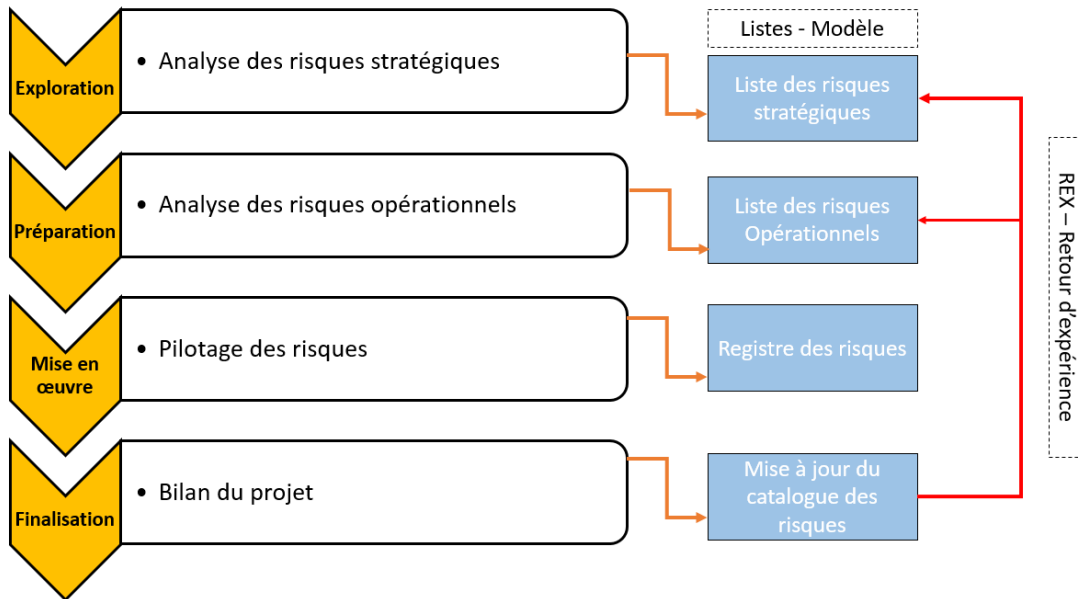 Listes - Modèle
Exploration
• Analyse des risques stratégiques
Liste des risques
stratégiques
Préparation
• Analyse des risques opérationnels
Liste des risques
Opérationnels
Mise en
œuvre
• Pilotage des risques
Registre des risques
Finalisation
• Bilan du projet
Mise à jour du
catalogue des
risques
REX – Retour d’expérience